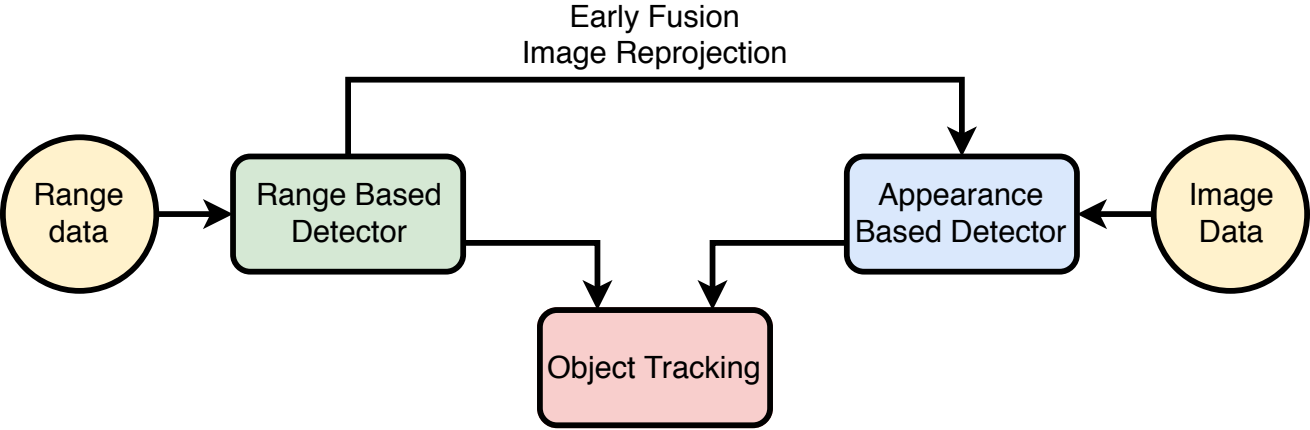 Early Fusion
Image Reprojection
Range
data
Range Based
Detector
Appearance
Based Detector
Image
Data
Object Tracking